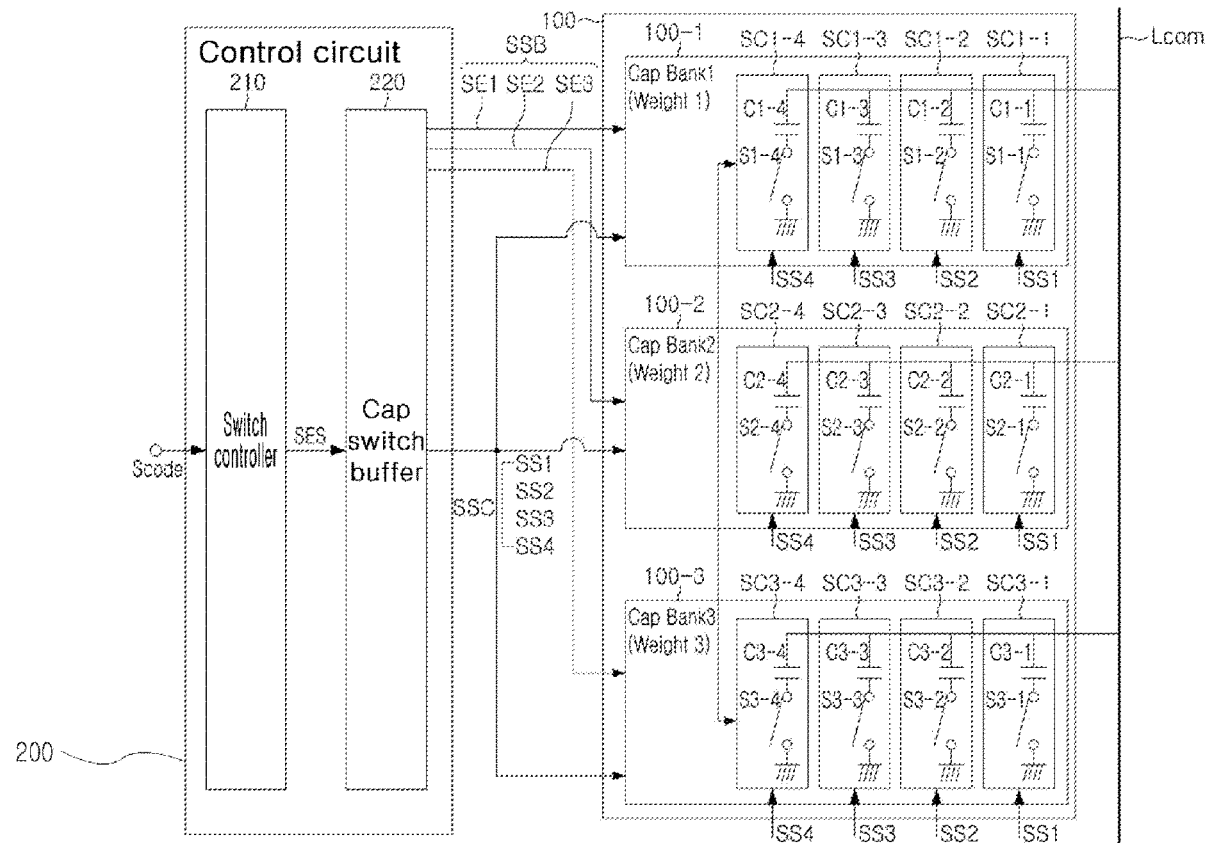 100
100-1
SC1-4 SC1-3 SC1-2 SC1-1
Lcom
Control circuit
SSB
210
220
SE1 SE2 SE3
Cap Bank1
(Weight 1)
C1-4 C1-3 C1-2 C1-1
S1-4 S1-3 S1-2 S1-1
SS4 SS3 SS2 SS1
100-2
SC2-4 SC2-3 SC2-2 SC2-1
Cap Bank2
(Weight 2)
C2-4 C2-3 C2-2 C2-1
S2-4 S2-3 S2-2 S2-1
Scode
Switch
controller
SES
Cap
switch
buffer
SSC
SS1
SS2
SS3
SS4
SS4 SS3 SS2 SS1
100-3
SC3-4 SC3-3 SC3-2 SC3-1
Cap Bank3
(Weight 3)
C3-4 C3-3 C3-2 C3-1
S3-4 S3-3 S3-2 S3-1
200
SS4 SS3 SS2 SS1